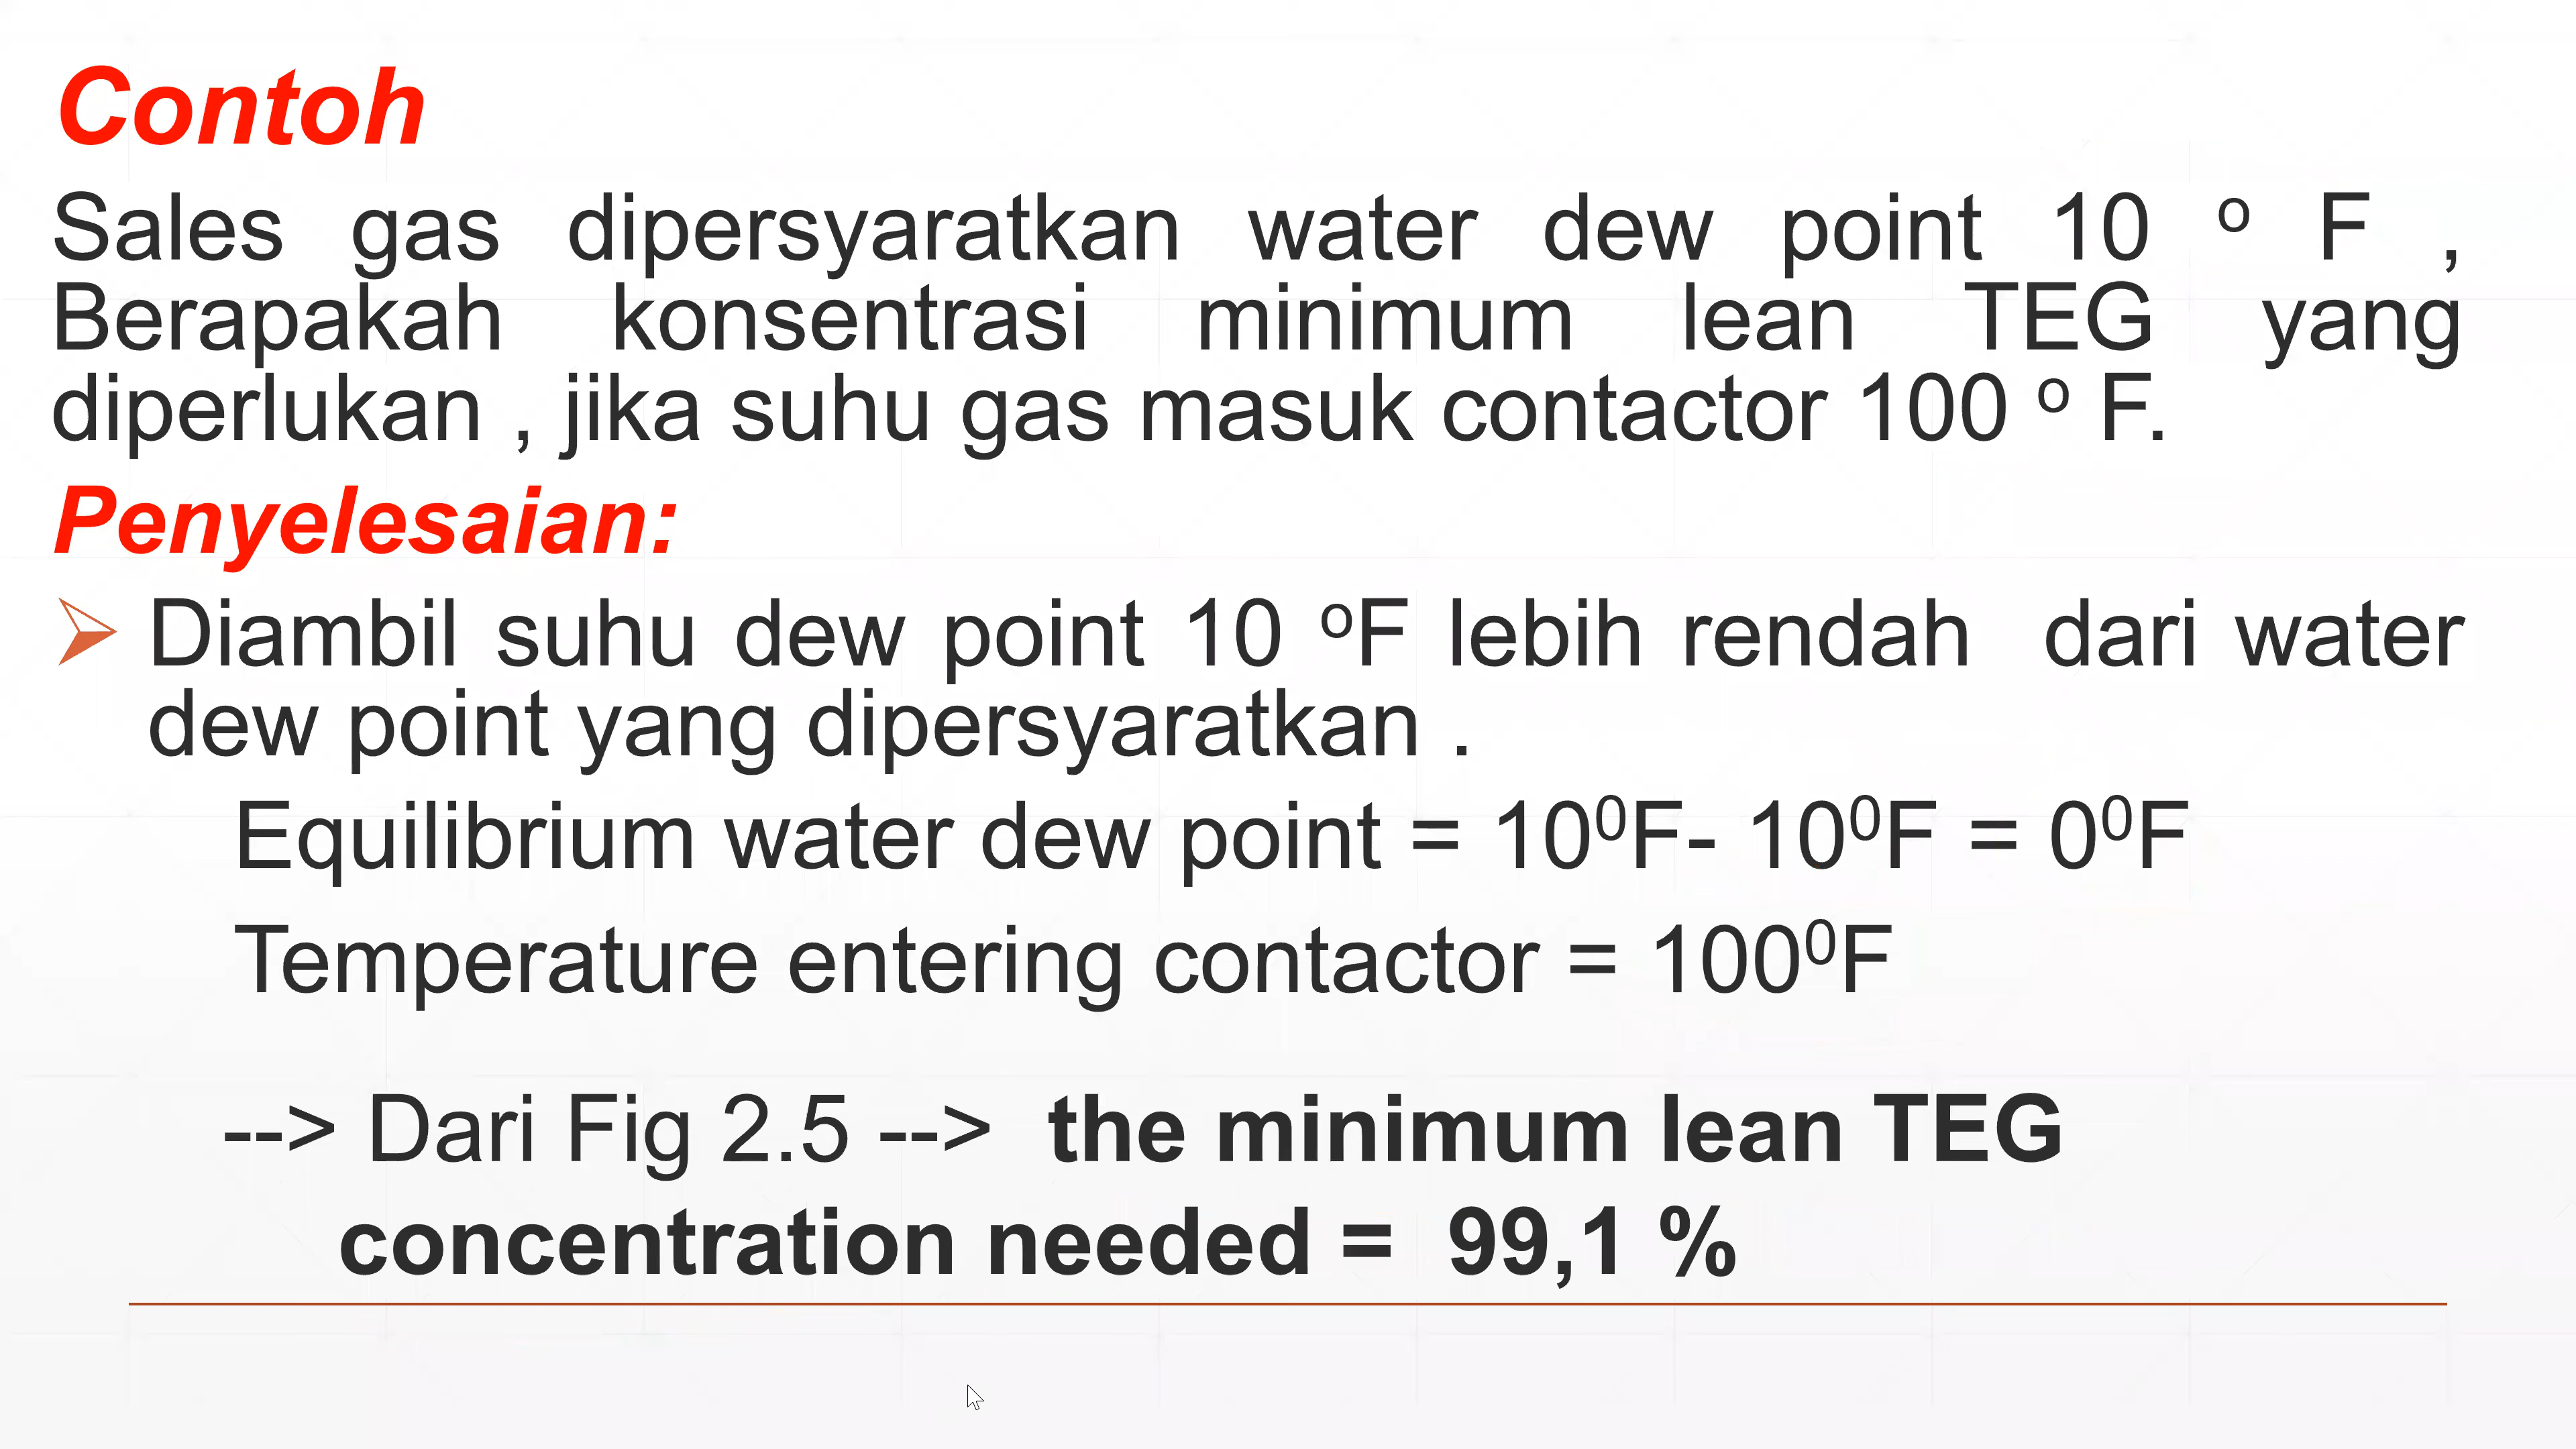 Contoh
Sales gas dipersyaratkan water dew point 10 ᵒ F ,
Berapakah konsentrasi minimum lean TEG yang
diperlukan , jika suhu gas masuk contactor 100 ᵒ F.
Penyelesaian:
➢ Diambil suhu dew point 10 ᵒF lebih rendah dari water
dew point yang dipersyaratkan .
Equilibrium water dew point = 10⁰F- 10⁰F = 0⁰F
Temperature entering contactor = 100⁰F
--> Dari Fig 2.5 --> the minimum lean TEG
concentration needed = 99,1 %